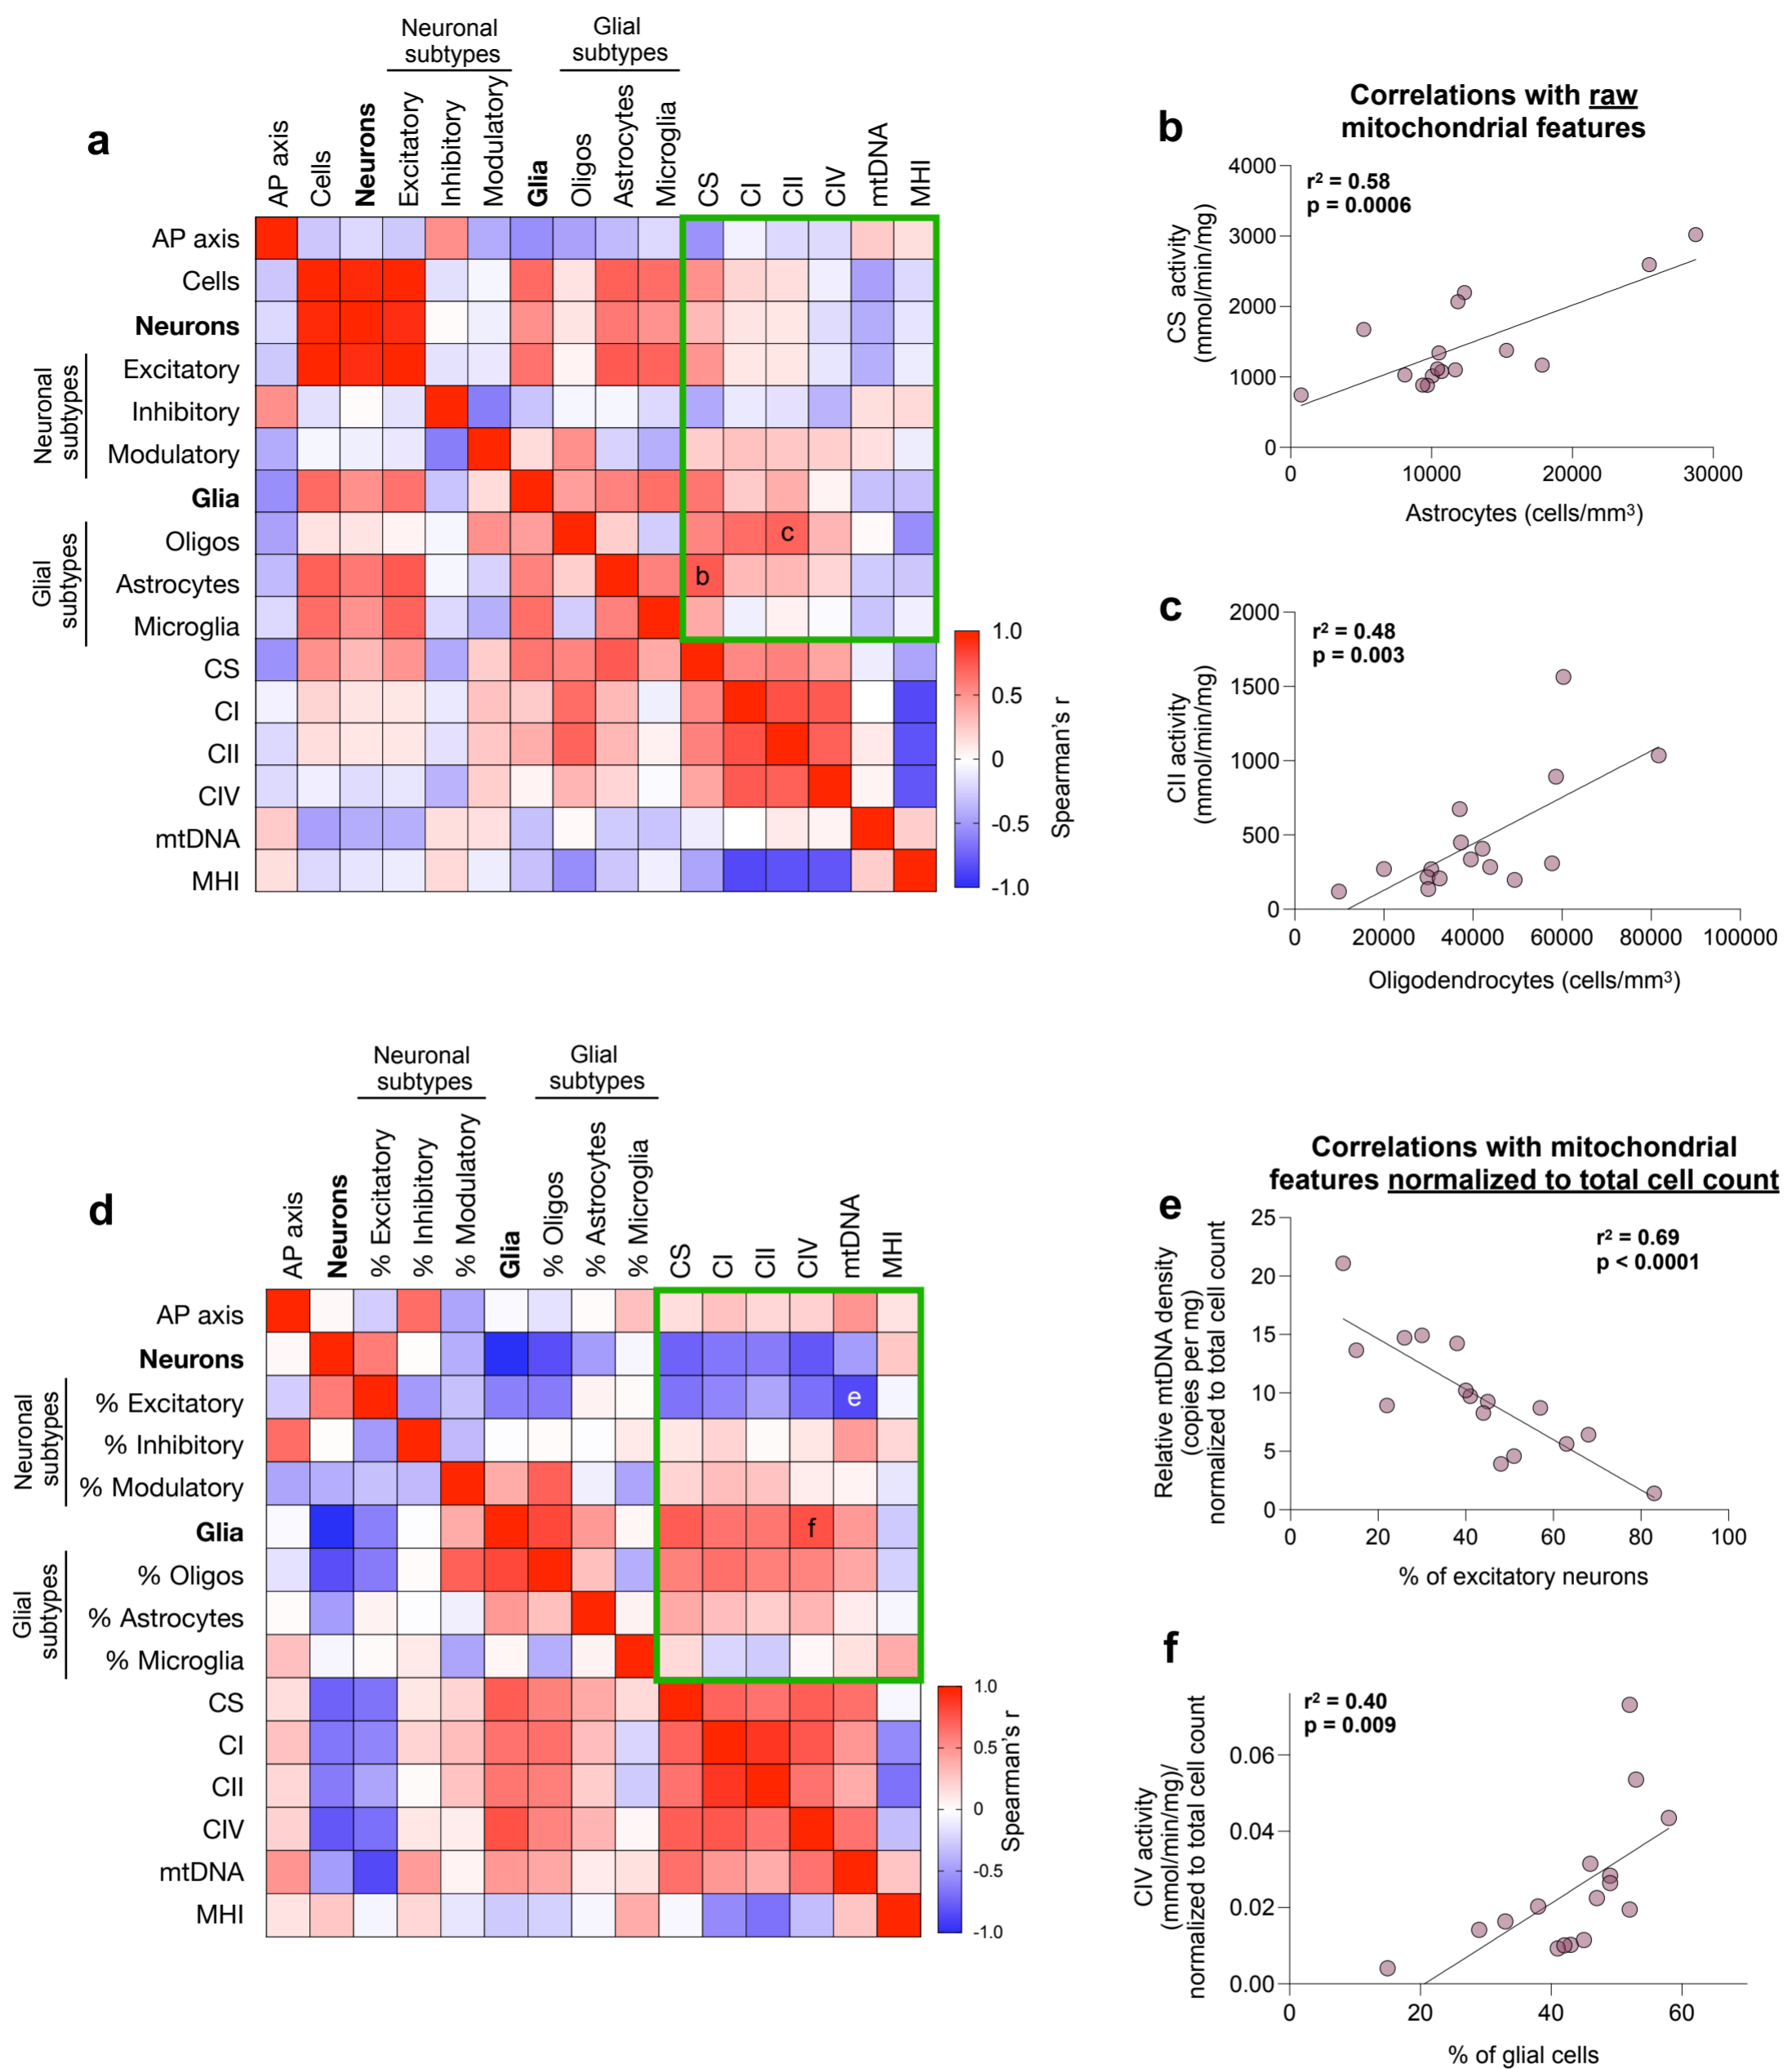 a
Neuronal
subtypes
Glial
subtypes
AP axis
Cells
Neurons
Excitatory
Inhibitory
Modulatory
Glia
Oligos
Astrocytes
Microglia
CS
CI
CII
CIV
mtDNA
MHI
AP axis
Cells
Neurons
Excitatory
Inhibitory
Modulatory
Glia
Oligos
Astrocytes
Microglia
CS
CI
CII
CIV
mtDNA
MHI
Neuronal
subtypes
Glial
subtypes
c
b
1.0
0.5
0
-0.5
-1.0
Spearman's r
Correlations with raw
mitochondrial features
b
r² = 0.58
p = 0.0006
CS activity
(mmol/min/mg)
4000
3000
2000
1000
0
0 10000 20000 30000
Astrocytes (cells/mm³)
c
r² = 0.48
p = 0.003
CII activity
(mmol/min/mg)
2000
1500
1000
500
0
0 20000 40000 60000 80000 100000
Oligodendrocytes (cells/mm³)
d
Neuronal
subtypes
Glial
subtypes
AP axis
Neurons
% Excitatory
% Inhibitory
% Modulatory
Glia
% Oligos
% Astrocytes
% Microglia
CS
CI
CII
CIV
mtDNA
MHI
AP axis
Neurons
% Excitatory
% Inhibitory
% Modulatory
Glia
% Oligos
% Astrocytes
% Microglia
CS
CI
CII
CIV
mtDNA
MHI
Neuronal
subtypes
Glial
subtypes
e
f
1.0
0.5
0
-0.5
-1.0
Spearman's r
Correlations with mitochondrial
features normalized to total cell count
e
r² = 0.69
p < 0.0001
Relative mtDNA density
(copies per mg)
normalized to total cell count
25
20
15
10
5
0
0 20 40 60 80 100
% of excitatory neurons
f
r² = 0.40
p = 0.009
CIV activity
(mmol/min/mg)/
normalized to total cell count
0.06
0.04
0.02
0.00
0 20 40 60
% of glial cells